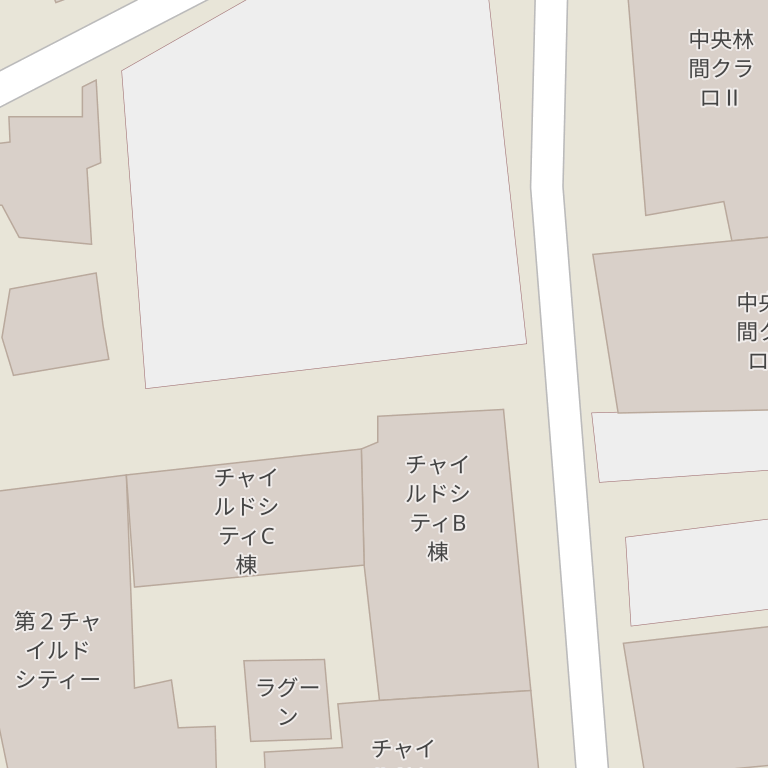 中央林
間クラ
ロⅡ
中央
間ク
ロ
チャイ
ルドシ
ティC
棟
チャイ
ルドシ
ティB
棟
第２チャ
イルド
シティー
ラグー
ン
チャイ